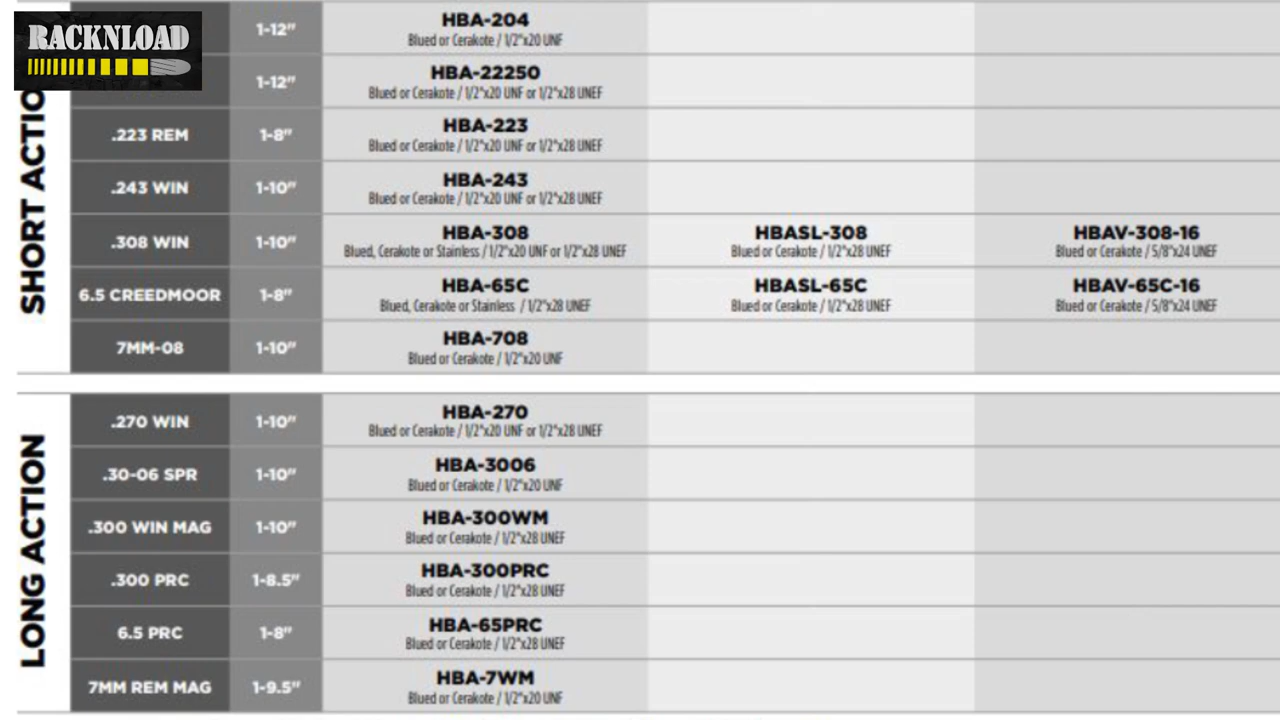 RACKNLOAD
SHORT ACTIO
1-12" HBA-204
Blued or Cerakote / 1/2"x20 UNF
1-12" HBA-22250
Blued or Cerakote / 1/2"x20 UNF or 1/2"x28 UNEF
.223 REM 1-8" HBA-223
Blued or Cerakote / 1/2"x20 UNF or 1/2"x28 UNEF
.243 WIN 1-10" HBA-243
Blued or Cerakote / 1/2"x20 UNF or 1/2"x28 UNEF
.308 WIN 1-10" HBA-308 HBASL-308 HBAV-308-16
Blued, Cerakote or Stainless / 1/2"x20 UNF or 1/2"x28 UNEF Blued or Cerakote / 1/2"x28 UNEF Blued or Cerakote / 5/8"x24 UNEF
6.5 CREEDMOOR 1-8" HBA-65C HBASL-65C HBAV-65C-16
Blued, Cerakote or Stainless / 1/2"x28 UNEF Blued or Cerakote / 1/2"x28 UNEF Blued or Cerakote / 5/8"x24 UNEF
7MM-08 1-10" HBA-708
Blued or Cerakote / 1/2"x20 UNF
LONG ACTION
.270 WIN 1-10" HBA-270
Blued or Cerakote / 1/2"x20 UNF or 1/2"x28 UNEF
.30-06 SPR 1-10" HBA-3006
Blued or Cerakote / 1/2"x20 UNF
.300 WIN MAG 1-10" HBA-300WM
Blued or Cerakote / 1/2"x28 UNEF
.300 PRC 1-8.5" HBA-300PRC
Blued or Cerakote / 1/2"x28 UNEF
6.5 PRC 1-8" HBA-65PRC
Blued or Cerakote / 1/2"x28 UNEF
7MM REM MAG 1-9.5" HBA-7WM
Blued or Cerakote / 1/2"x20 UNF